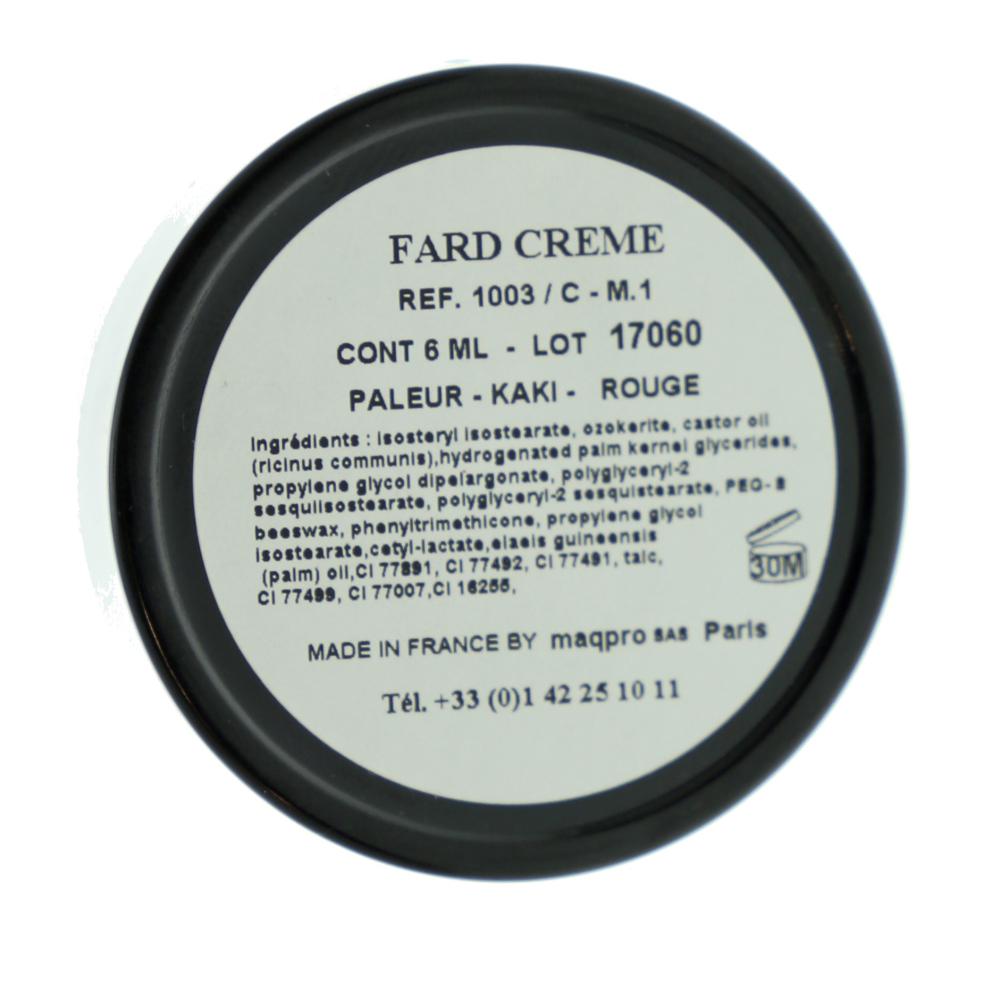 FARD CREME
REF. 1003 / C - M.1
CONT 6 ML - LOT 17060
PALEUR - KAKI - ROUGE
Ingrédients : isosteryl isostearate, ozokerite, castor oil
(ricinus communis),hydrogenated palm kernel glycerides,
propylene glycol dipelargonate, polyglyceryl-2
sesquiisostearate, polyglyceryl-2 sesquistearate, PEG-8
beeswax, phenyltrimethicone, propylene glycol
isostearate,cetyl-lactate,elaeis guineensis
(palm) oil,CI 77891, CI 77492, CI 77491, talc,
CI 77499, CI 77007,CI 16255,
30M
MADE IN FRANCE BY maqpro SAS Paris
Tél. +33 (0)1 42 25 10 11